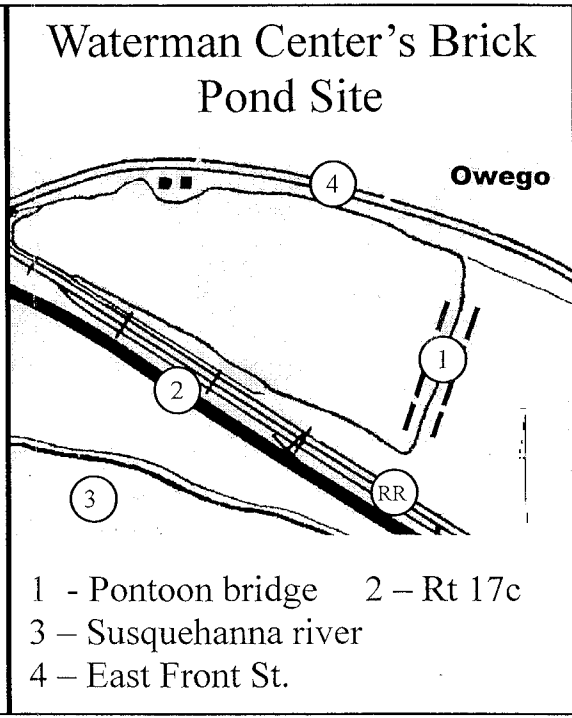 Waterman Center's Brick
Pond Site
4
Owego
1
2
RR
3
1 - Pontoon bridge 2 – Rt 17c
3 – Susquehanna river
4 – East Front St.